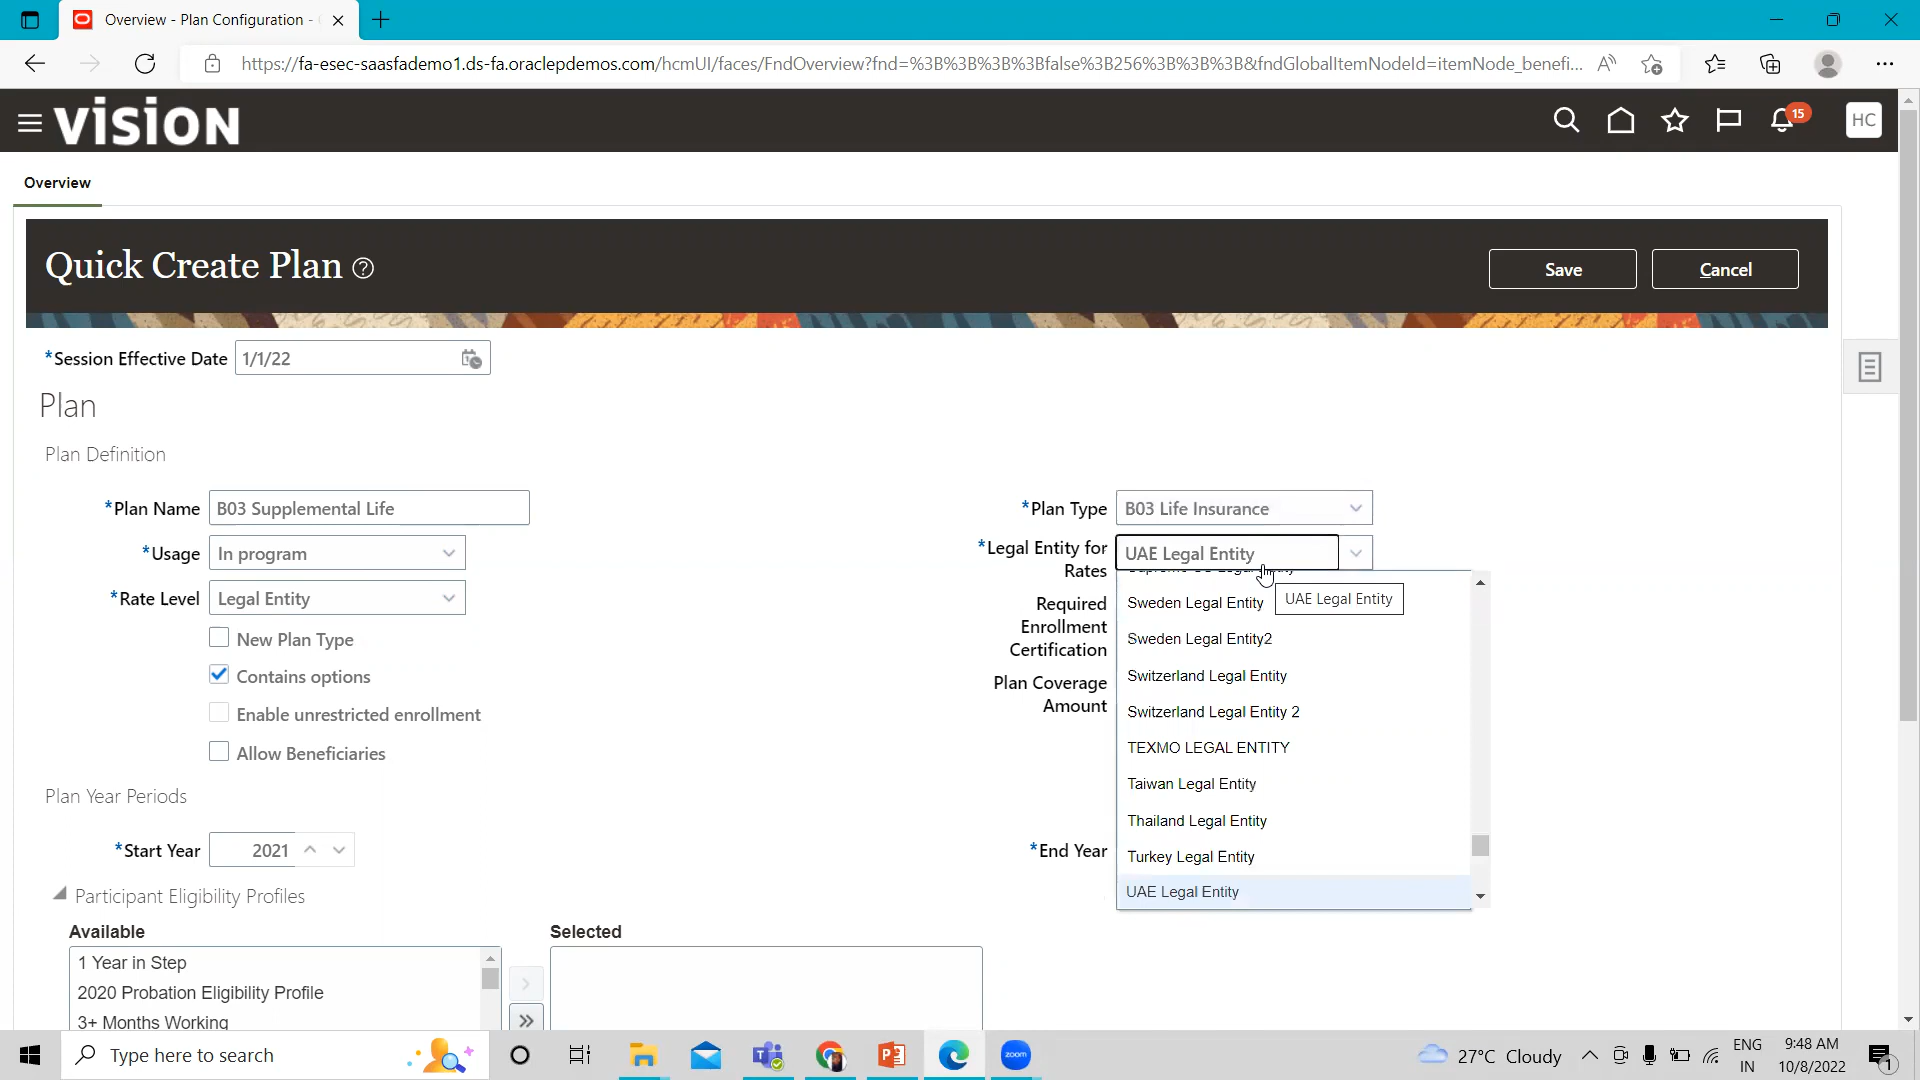 Overview - Plan Configuration -
https://fa-esec-saasfademo1.ds-fa.oraclepdemos.com/hcmUI/faces/FndOverview?fnd=%3B%3B%3B%3Bfalse%3B256%3B%3B%3B&fndGlobalItemNodeId=itemNode_benefi...
vision
15
HC
Overview
Quick Create Plan
Save
Cancel
*Session Effective Date 1/1/22
Plan
Plan Definition
*Plan Name B03 Supplemental Life
*Plan Type B03 Life Insurance
*Usage In program
*Legal Entity for Rates UAE Legal Entity
*Rate Level Legal Entity
Required Enrollment Certification
Plan Coverage Amount
New Plan Type
Contains options
Enable unrestricted enrollment
Allow Beneficiaries
Sweden Legal Entity
UAE Legal Entity
Sweden Legal Entity2
Switzerland Legal Entity
Switzerland Legal Entity 2
TEXMO LEGAL ENTITY
Taiwan Legal Entity
Thailand Legal Entity
Turkey Legal Entity
UAE Legal Entity
Plan Year Periods
*Start Year 2021
*End Year
Participant Eligibility Profiles
Available
Selected
1 Year in Step
2020 Probation Eligibility Profile
3+ Months Working
Type here to search
zoom
27°C Cloudy
ENG
IN
9:48 AM
10/8/2022
1